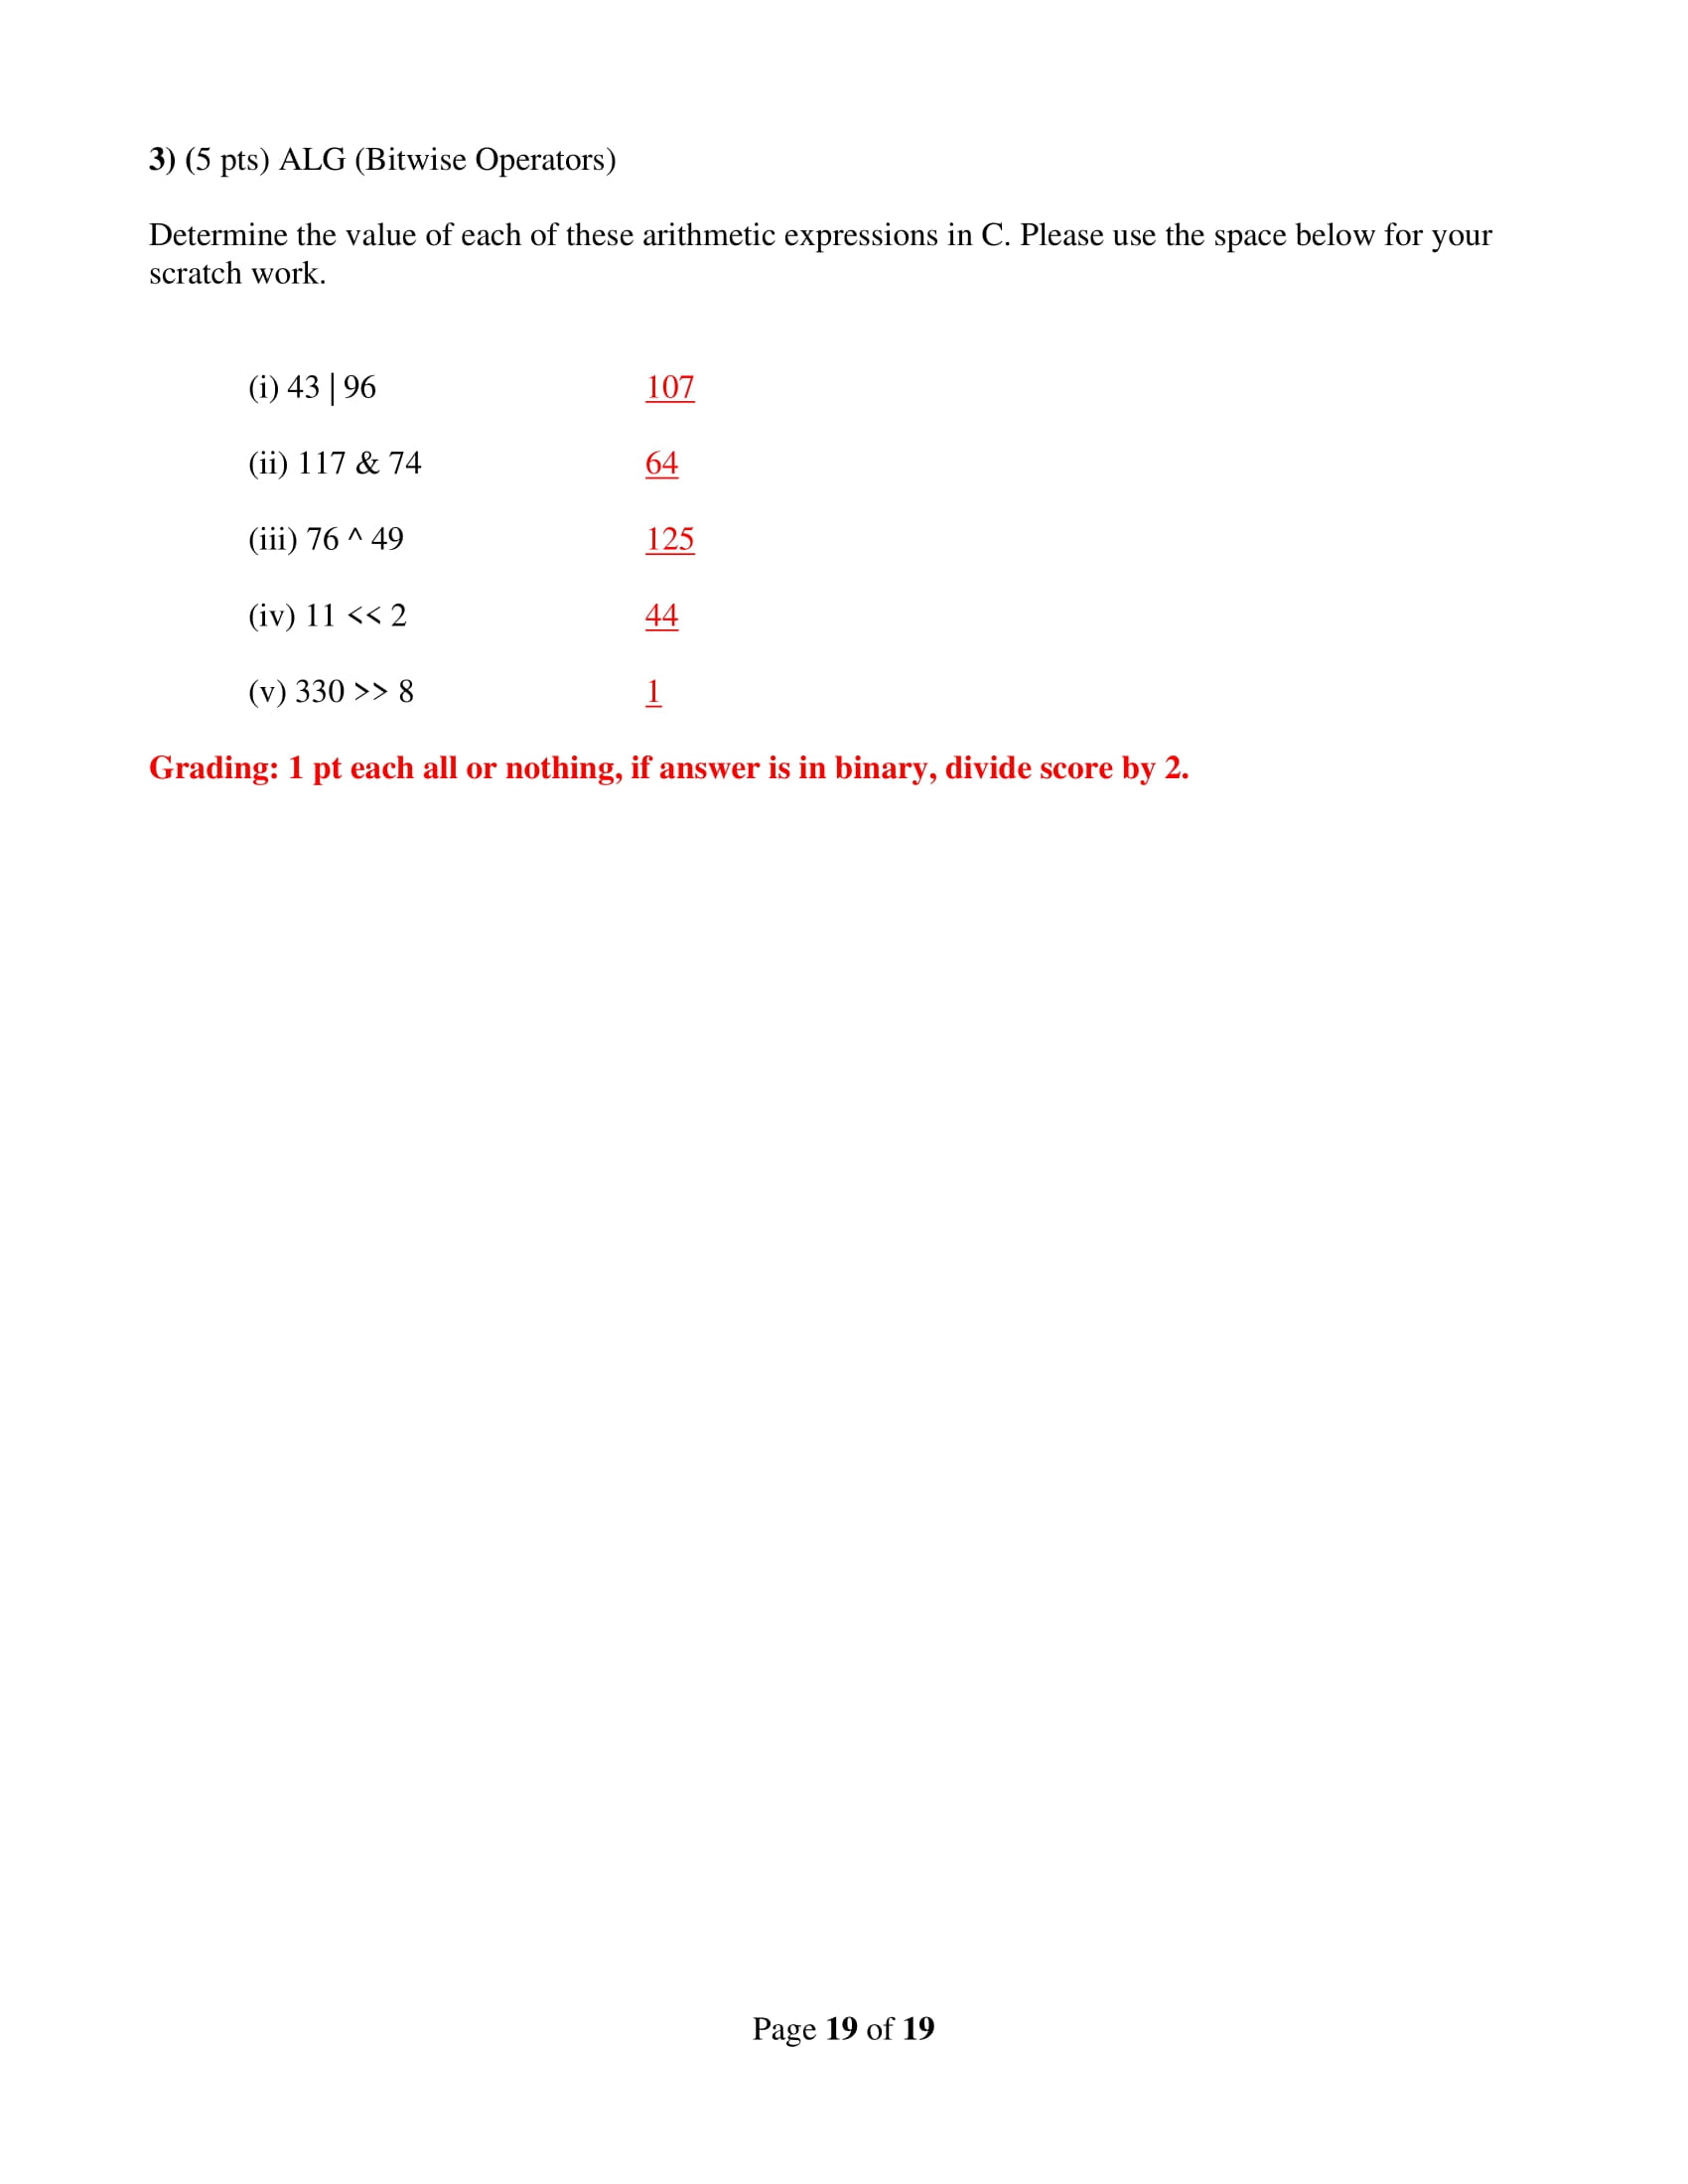 3) (5 pts) ALG (Bitwise Operators)
Determine the value of each of these arithmetic expressions in C. Please use the space below for your
scratch work.
(i) 43 | 96 107
(ii) 117 & 74 64
(iii) 76 ^ 49 125
(iv) 11 << 2 44
(v) 330 >> 8 1
Grading: 1 pt each all or nothing, if answer is in binary, divide score by 2.
Page 19 of 19